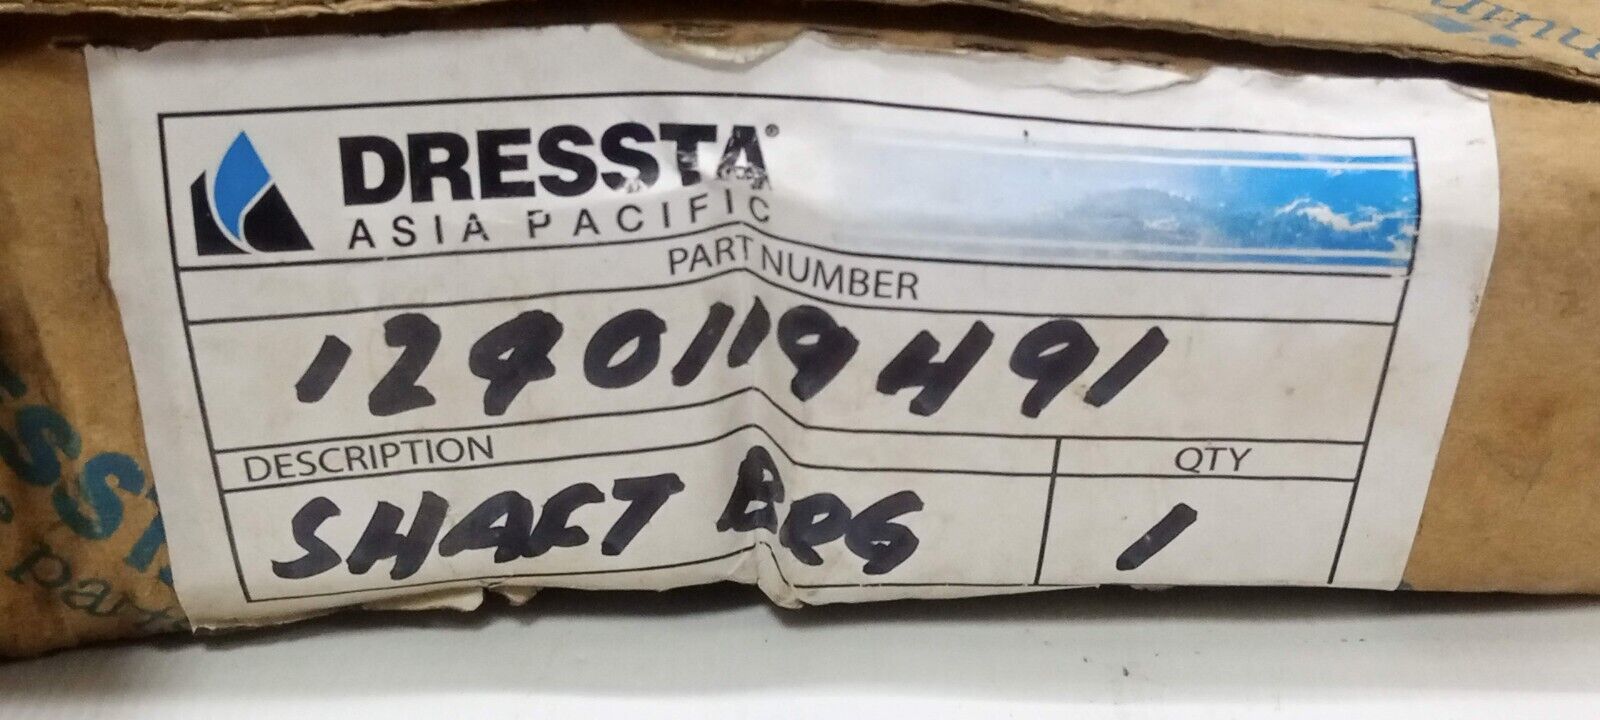 DRESSTA®
ASIA PACIFIC
PART NUMBER
1290119H91
DESCRIPTION
QTY
SHAFT BRG
1